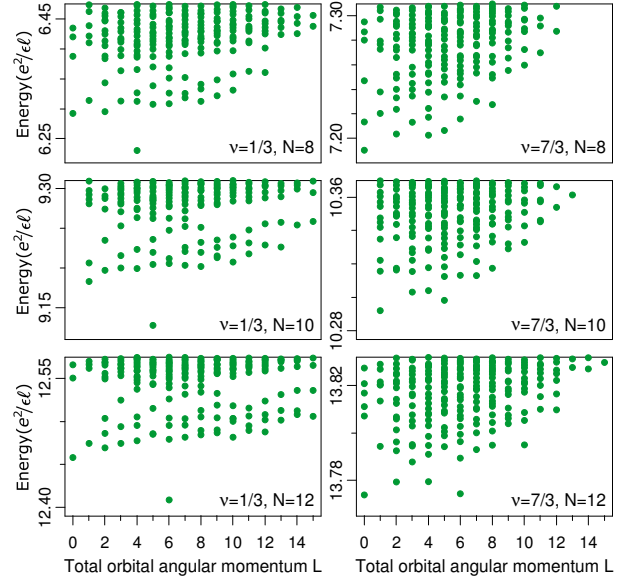 6.45
6.25
Energy(e²/ϵℓ)
ν=1/3, N=8
7.30
7.20
ν=7/3, N=8
9.30
9.15
Energy(e²/ϵℓ)
ν=1/3, N=10
10.36
10.28
ν=7/3, N=10
12.55
12.40
Energy(e²/ϵℓ)
ν=1/3, N=12
13.82
13.78
ν=7/3, N=12
0 2 4 6 8 10 12 14
0 2 4 6 8 10 12 14
Total orbital angular momentum L
Total orbital angular momentum L